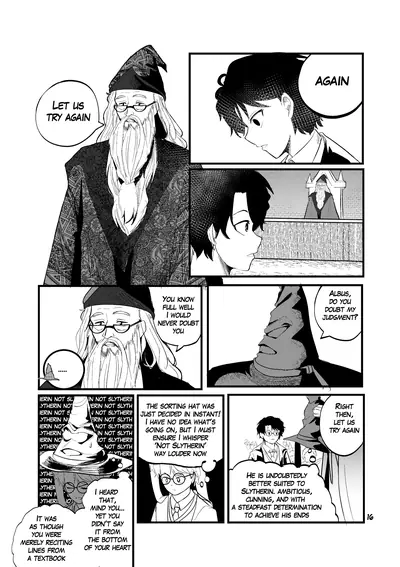 AGAIN
LET US
TRY AGAIN
ALBUS,
DO YOU
DOUBT MY
JUDGMENT?
YOU KNOW
FULL WELL
I WOULD
NEVER DOUBT
YOU
......
RIGHT
THEN,
LET US
TRY AGAIN
HE IS UNDOUBTEDLY
BETTER SUITED TO
SLYTHERIN. AMBITIOUS,
CUNNING, AND WITH
A STEADFAST DETERMINATION
TO ACHIEVE HIS ENDS
THE SORTING HAT WAS
JUST DECIDED IN INSTANT!
I HAVE NO IDEA WHAT'S
GOING ON, BUT I MUST
ENSURE I WHISPER
'NOT SLYTHERIN'
WAY LOUDER NOW
NOT SLYTHERIN NOT
I HEARD
THAT,
MIND YOU...
YET YOU
DIDN'T SAY
IT FROM
THE BOTTOM
OF YOUR HEART
IT WAS
AS THOUGH
YOU WERE
MERELY RECITING
LINES FROM
A TEXTBOOK
16